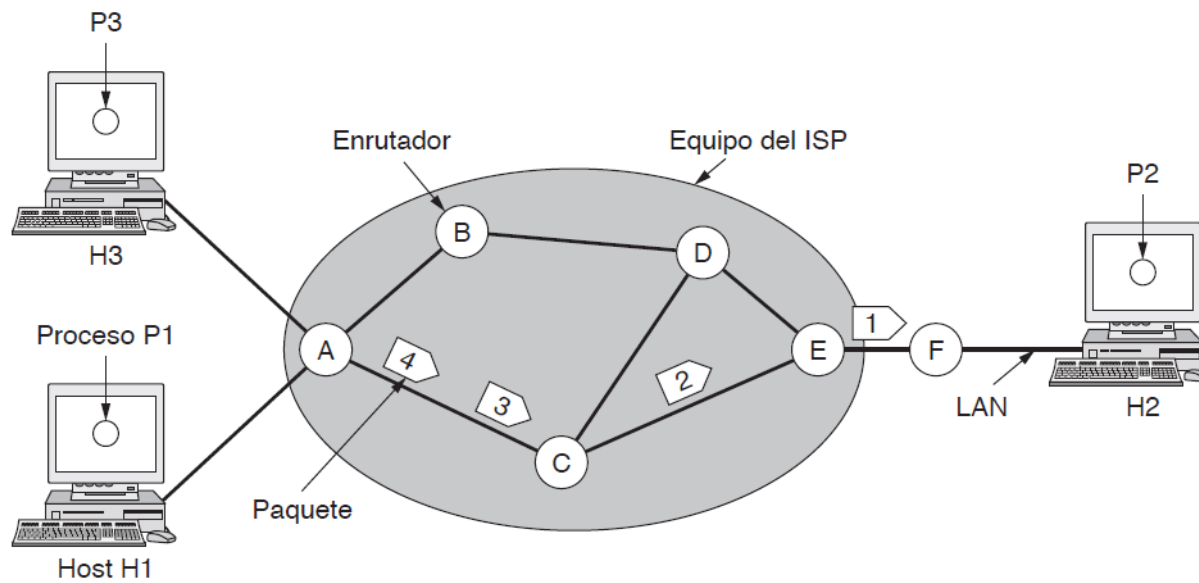 P3
Enrutador
Equipo del ISP
P2
B
D
H3
Proceso P1
A
4
3
2
E
1
F
C
LAN
H2
Paquete
Host H1